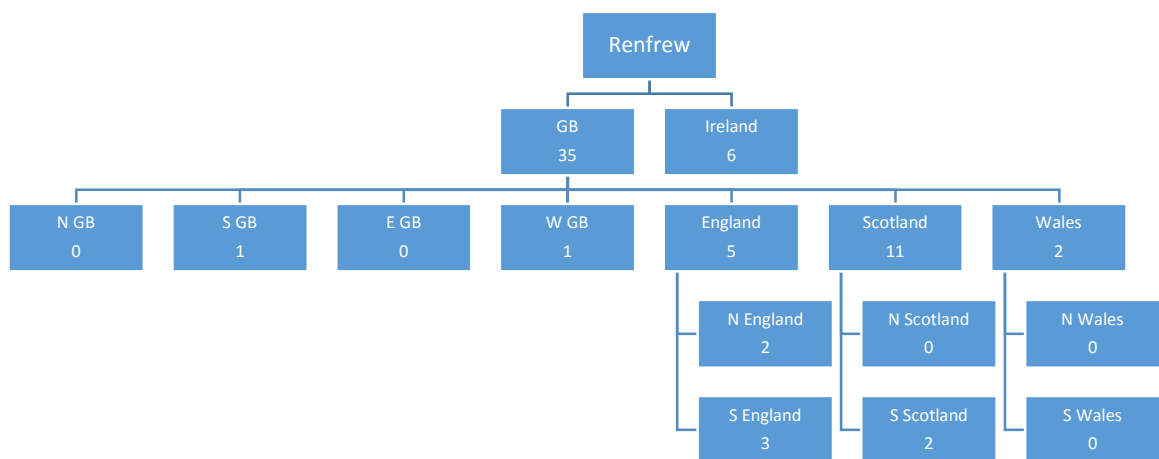 Renfrew
GB
35
Ireland
6
N GB
0
S GB
1
E GB
0
W GB
1
England
5
Scotland
11
Wales
2
N England
2
N Scotland
0
N Wales
0
S England
3
S Scotland
2
S Wales
0